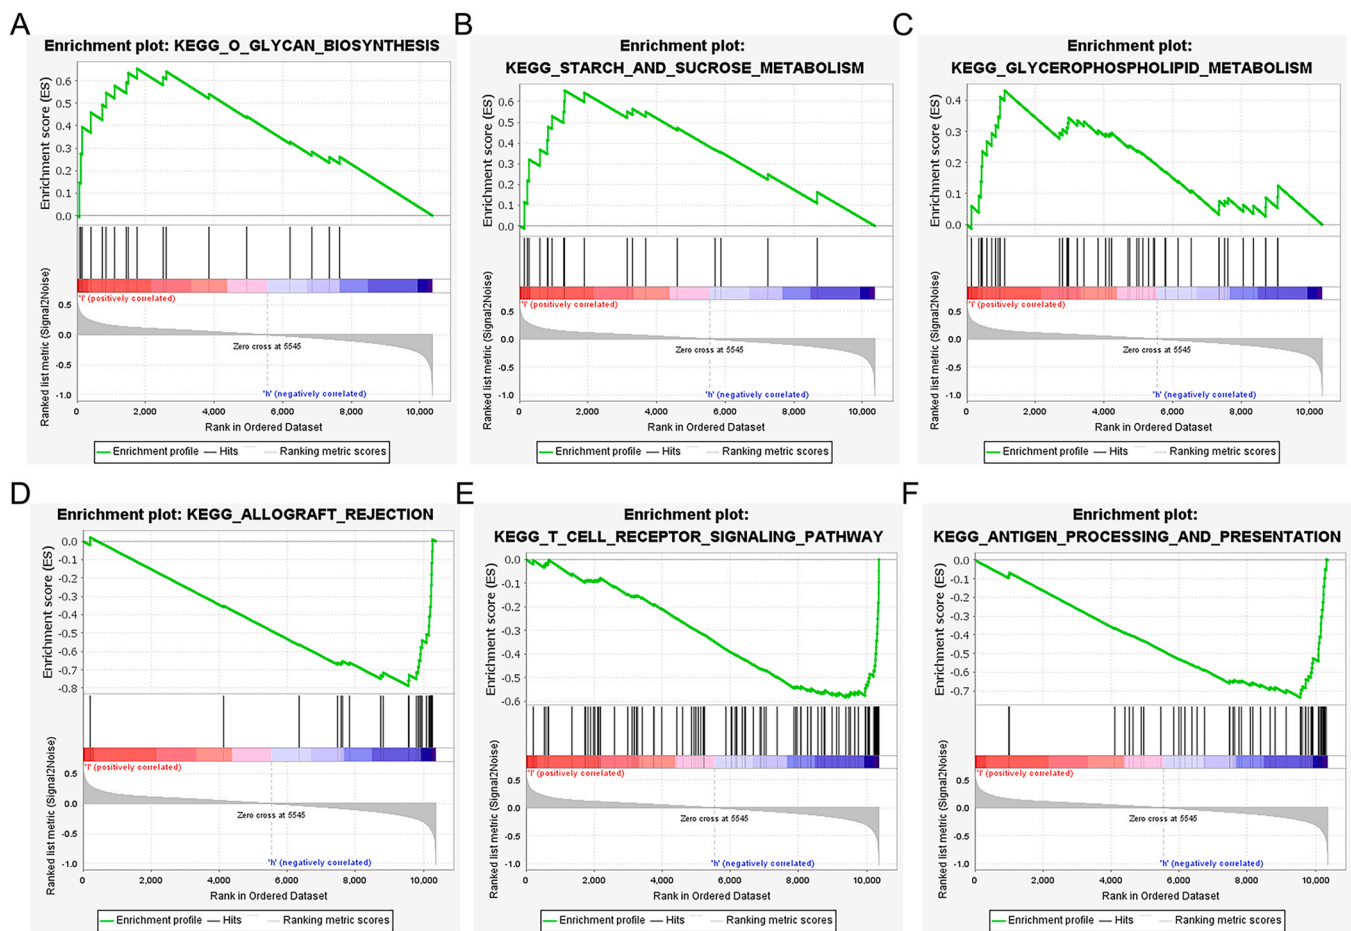 A
Enrichment plot: KEGG_O_GLYCAN_BIOSYNTHESIS
Enrichment score (ES)
0.6
0.5
0.4
0.3
0.2
0.1
0.0
'l' (positively correlated)
Ranked list metric (Signal2Noise)
0.5
0.0
-0.5
-1.0
Zero cross at 5545
'h' (negatively correlated)
0
2,000
4,000
6,000
8,000
10,000
Rank in Ordered Dataset
Enrichment profile
Hits
Ranking metric scores
B
Enrichment plot:
KEGG_STARCH_AND_SUCROSE_METABOLISM
Enrichment score (ES)
0.6
0.5
0.4
0.3
0.2
0.1
0.0
'l' (positively correlated)
Ranked list metric (Signal2Noise)
0.5
0.0
-0.5
-1.0
Zero cross at 5545
'h' (negatively correlated)
0
2,000
4,000
6,000
8,000
10,000
Rank in Ordered Dataset
Enrichment profile
Hits
Ranking metric scores
C
Enrichment plot:
KEGG_GLYCEROPHOSPHOLIPID_METABOLISM
Enrichment score (ES)
0.4
0.3
0.2
0.1
0.0
'l' (positively correlated)
Ranked list metric (Signal2Noise)
0.5
0.0
-0.5
-1.0
Zero cross at 5545
'h' (negatively correlated)
0
2,000
4,000
6,000
8,000
10,000
Rank in Ordered Dataset
Enrichment profile
Hits
Ranking metric scores
D
Enrichment plot: KEGG_ALLOGRAFT_REJECTION
Enrichment score (ES)
0.0
-0.1
-0.2
-0.3
-0.4
-0.5
-0.6
-0.7
-0.8
'l' (positively correlated)
Ranked list metric (Signal2Noise)
0.5
0.0
-0.5
-1.0
Zero cross at 5545
'h' (negatively correlated)
0
2,000
4,000
6,000
8,000
10,000
Rank in Ordered Dataset
Enrichment profile
Hits
Ranking metric scores
E
Enrichment plot:
KEGG_T_CELL_RECEPTOR_SIGNALING_PATHWAY
Enrichment score (ES)
0.0
-0.1
-0.2
-0.3
-0.4
-0.5
-0.6
'l' (positively correlated)
Ranked list metric (Signal2Noise)
0.5
0.0
-0.5
-1.0
Zero cross at 5545
'h' (negatively correlated)
0
2,000
4,000
6,000
8,000
10,000
Rank in Ordered Dataset
Enrichment profile
Hits
Ranking metric scores
F
Enrichment plot:
KEGG_ANTIGEN_PROCESSING_AND_PRESENTATION
Enrichment score (ES)
0.0
-0.1
-0.2
-0.3
-0.4
-0.5
-0.6
-0.7
'l' (positively correlated)
Ranked list metric (Signal2Noise)
0.5
0.0
-0.5
-1.0
Zero cross at 5545
'h' (negatively correlated)
0
2,000
4,000
6,000
8,000
10,000
Rank in Ordered Dataset
Enrichment profile
Hits
Ranking metric scores